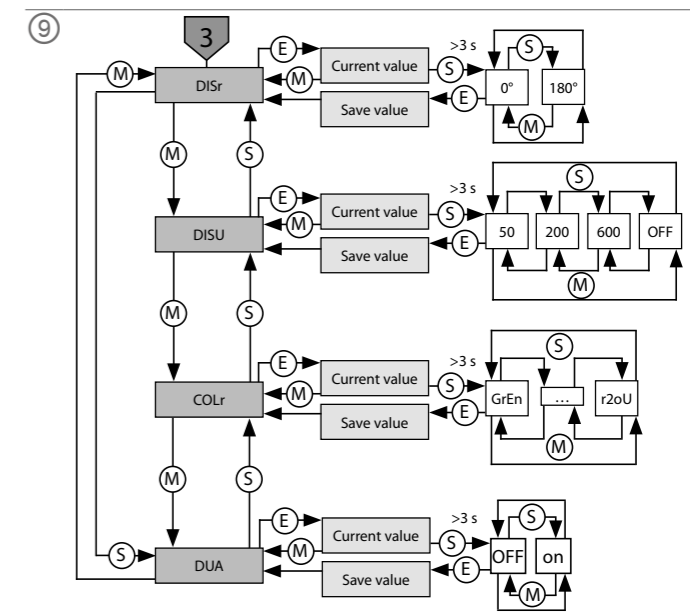 ⑨
3
E
>3 s
S
M
Current value
S
0°
180°
M
DISr
E
Save value
M
M
S
E
>3 s
S
Current value
S
M
DISU
50
200
600
OFF
E
Save value
M
M
S
E
>3 s
S
Current value
S
M
COLr
GrEn
...
r2oU
E
Save value
M
M
S
E
>3 s
S
Current value
S
M
S
DUA
OFF
on
E
Save value
M